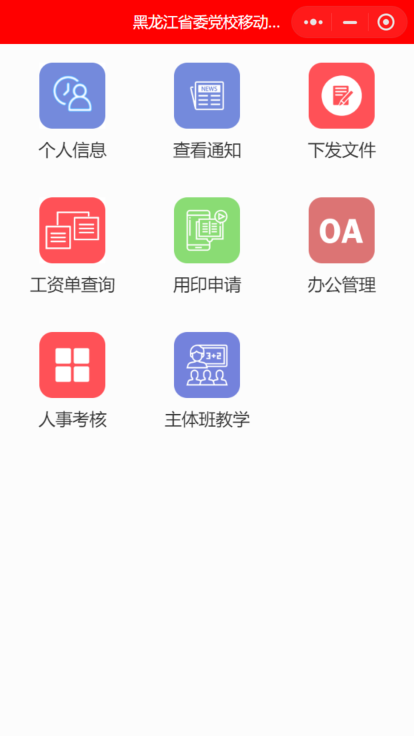 黑龙江省委党校移动...
NEWS
个人信息
查看通知
下发文件
OA
工资单查询
用印申请
办公管理
3+2
人事考核
主体班教学